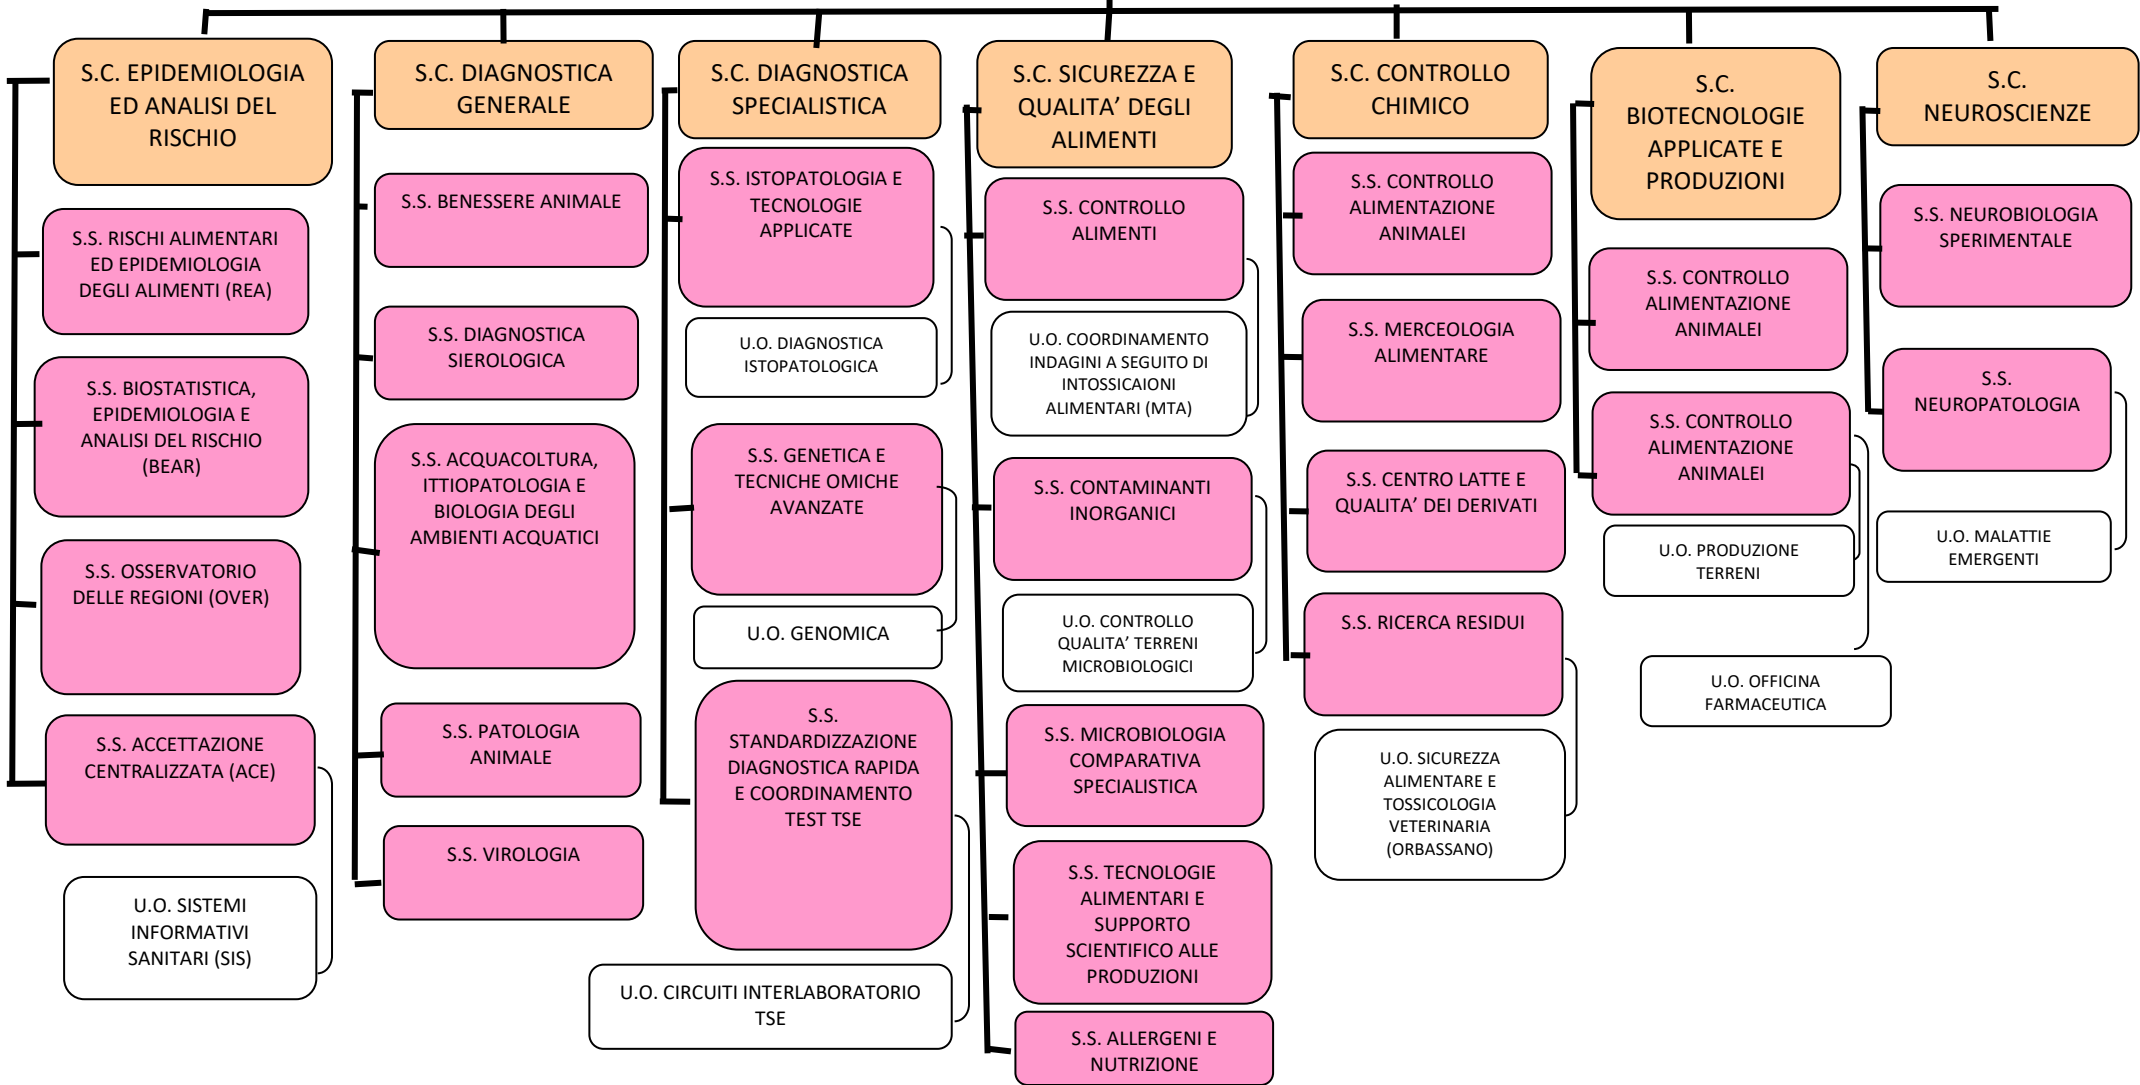 S.C. EPIDEMIOLOGIA
ED ANALISI DEL
RISCHIO
S.S. RISCHI ALIMENTARI
ED EPIDEMIOLOGIA
DEGLI ALIMENTI (REA)
S.S. BIOSTATISTICA,
EPIDEMIOLOGIA E
ANALISI DEL RISCHIO
(BEAR)
S.S. OSSERVATORIO
DELLE REGIONI (OVER)
S.S. ACCETTAZIONE
CENTRALIZZATA (ACE)
U.O. SISTEMI
INFORMATIVI
SANITARI (SIS)
S.C. DIAGNOSTICA
GENERALE
S.S. BENESSERE ANIMALE
S.S. DIAGNOSTICA
SIEROLOGICA
S.S. ACQUACOLTURA,
ITTIOPATOLOGIA E
BIOLOGIA DEGLI
AMBIENTI ACQUATICI
S.S. PATOLOGIA
ANIMALE
S.S. VIROLOGIA
S.C. DIAGNOSTICA
SPECIALISTICA
S.S. ISTOPATOLOGIA E
TECNOLOGIE
APPLICATE
U.O. DIAGNOSTICA
ISTOPATOLOGICA
S.S. GENETICA E
TECNICHE OMICHE
AVANZATE
U.O. GENOMICA
S.S.
STANDARDIZZAZIONE
DIAGNOSTICA RAPIDA
E COORDINAMENTO
TEST TSE
U.O. CIRCUITI INTERLABORATORIO
TSE
S.C. SICUREZZA E
QUALITA’ DEGLI
ALIMENTI
S.S. CONTROLLO
ALIMENTI
U.O. COORDINAMENTO
INDAGINI A SEGUITO DI
INTOSSICAIONI
ALIMENTARI (MTA)
S.S. CONTAMINANTI
INORGANICI
U.O. CONTROLLO
QUALITA’ TERRENI
MICROBIOLOGICI
S.S. MICROBIOLOGIA
COMPARATIVA
SPECIALISTICA
S.S. TECNOLOGIE
ALIMENTARI E
SUPPORTO
SCIENTIFICO ALLE
PRODUZIONI
S.S. ALLERGENI E
NUTRIZIONE
S.C. CONTROLLO
CHIMICO
S.S. CONTROLLO
ALIMENTAZIONE
ANIMALEI
S.S. MERCEOLOGIA
ALIMENTARE
S.S. CENTRO LATTE E
QUALITA’ DEI DERIVATI
S.S. RICERCA RESIDUI
U.O. SICUREZZA
ALIMENTARE E
TOSSICOLOGIA
VETERINARIA
(ORBASSANO)
S.C.
BIOTECNOLOGIE
APPLICATE E
PRODUZIONI
S.S. CONTROLLO
ALIMENTAZIONE
ANIMALEI
S.S. CONTROLLO
ALIMENTAZIONE
ANIMALEI
U.O. PRODUZIONE
TERRENI
U.O. OFFICINA
FARMACEUTICA
S.C.
NEUROSCIENZE
S.S. NEUROBIOLOGIA
SPERIMENTALE
S.S.
NEUROPATOLOGIA
U.O. MALATTIE
EMERGENTI